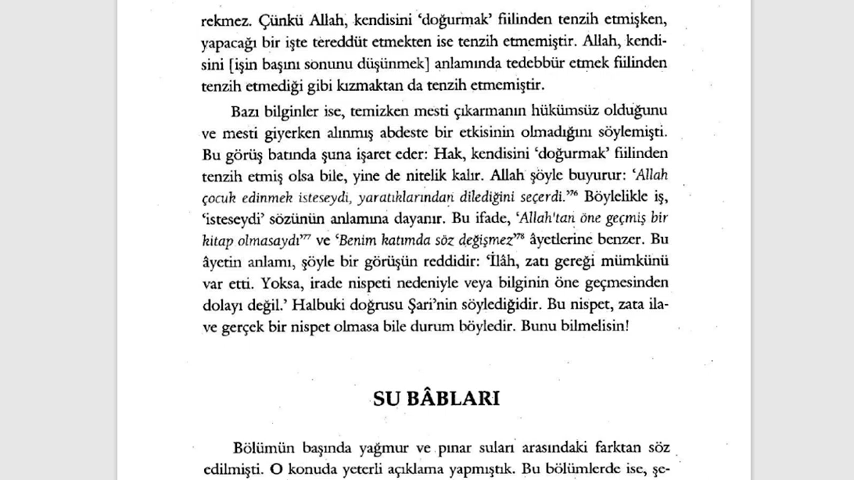 rekmez. Çünkü Allah, kendisini 'doğurmak' fiilinden tenzih etmişken,
yapacağı bir işte tereddüt etmekten ise tenzih etmemiştir. Allah, kendi-
sini [işin başını sonunu düşünmek] anlamında tedebbür etmek fiilinden
tenzih etmediği gibi kızmaktan da tenzih etmemiştir.
Bazı bilginler ise, temizken mesti çıkarmanın hükümsüz olduğunu
ve mesti giyerken alınmış abdeste bir etkisinin olmadığını söylemişti.
Bu görüş batında şuna işaret eder: Hak, kendisini 'doğurmak' fiilinden
tenzih etmiş olsa bile, yine de nitelik kalır. Allah şöyle buyurur: 'Allah
çocuk edinmek isteseydi, yaratıklarından dilediğini seçerdi.'⁷⁶ Böylelikle iş,
'isteseydi' sözünün anlamına dayanır. Bu ifade, 'Allah'tan öne geçmiş bir
kitap olmasaydı'⁷⁷ ve 'Benim katımda söz değişmez'⁷⁸ âyetlerine benzer. Bu
âyetin anlamı, şöyle bir görüşün reddidir: 'İlâh, zatı gereği mümkünü
var etti. Yoksa, irade nispeti nedeniyle veya bilginin öne geçmesinden
dolayı değil.' Halbuki doğrusu Şari'nin söylediğidir. Bu nispet, zata ila-
ve gerçek bir nispet olmasa bile durum böyledir. Bunu bilmelisin!
SU BÂBLARI
Bölümün başında yağmur ve pınar suları arasındaki farktan söz
edilmişti. O konuda yeterli açıklama yapmıştık. Bu bölümlerde ise, şe-